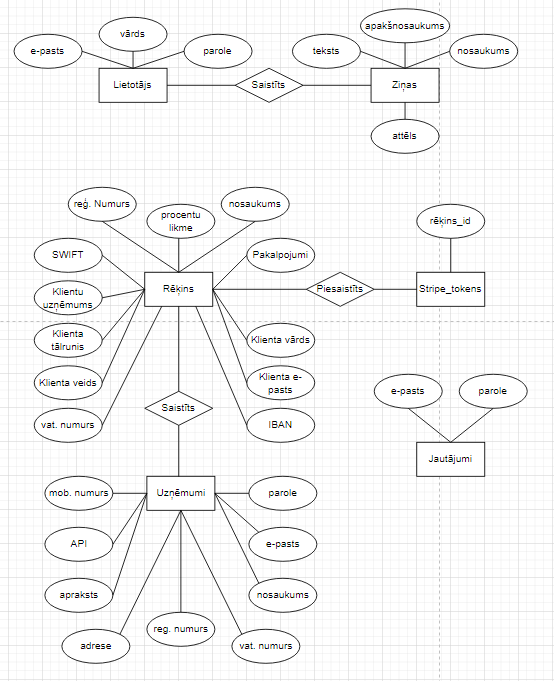 vārds
e-pasts
parole
Lietotājs
Saistīts
apakšnosaukums
teksts
nosaukums
Ziņas
attēls
reģ. Numurs
procentu
likme
nosaukums
SWIFT
Pakalpojumi
Klientu
uzņēmums
Rēķins
Klienta
tālrunis
Klienta vārds
Klienta veids
Klienta e-
pasts
vat. numurs
IBAN
Piesaistīts
rēķins_id
Stripe_tokens
Saistīts
e-pasts
parole
Jautājumi
mob. numurs
Uzņēmumi
parole
API
e-pasts
apraksts
nosaukums
adrese
reg. numurs
vat. numurs